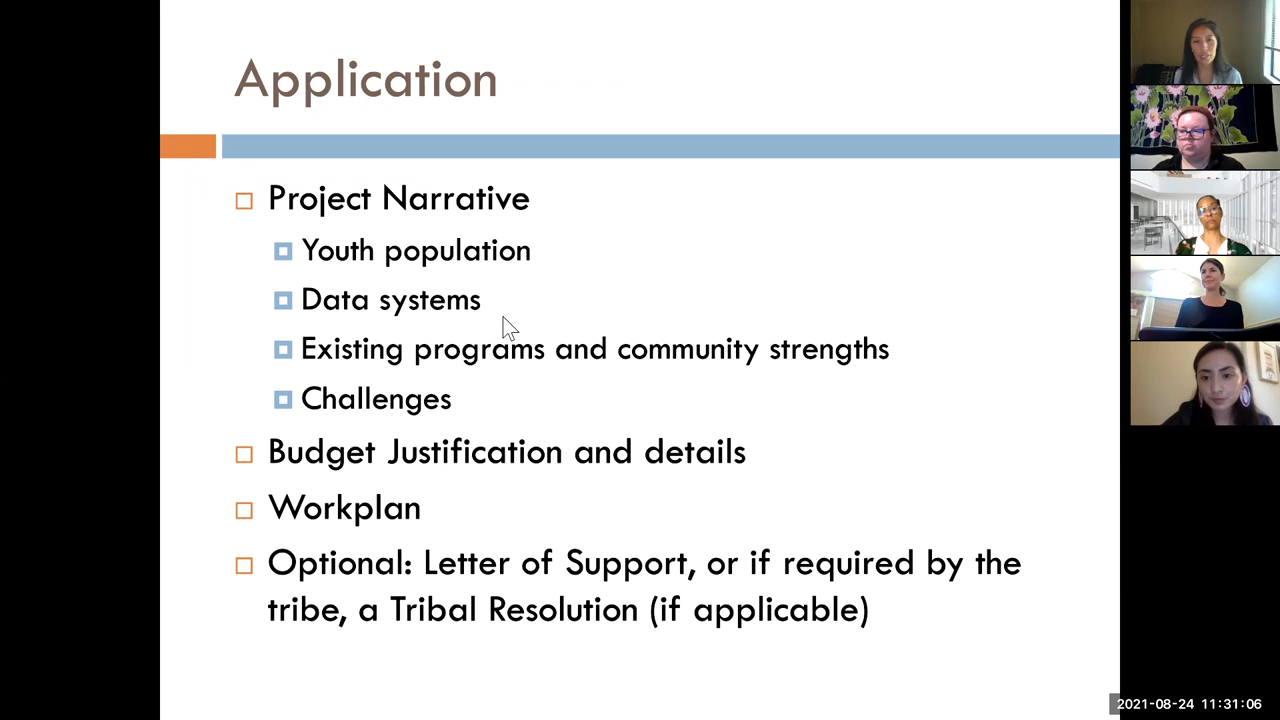 Application
Project Narrative
Youth population
Data systems
Existing programs and community strengths
Challenges
Budget Justification and details
Workplan
Optional: Letter of Support, or if required by the
tribe, a Tribal Resolution (if applicable)
2021-08-24 11:31:06